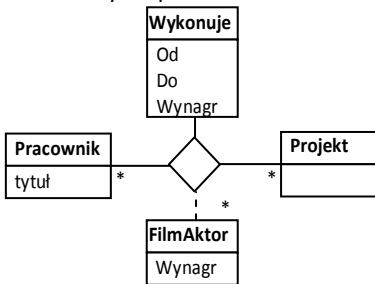 Wykonuje
Od
Do
Wynagr
Pracownik
tytuł
*
*
Projekt
*
FilmAktor
Wynagr